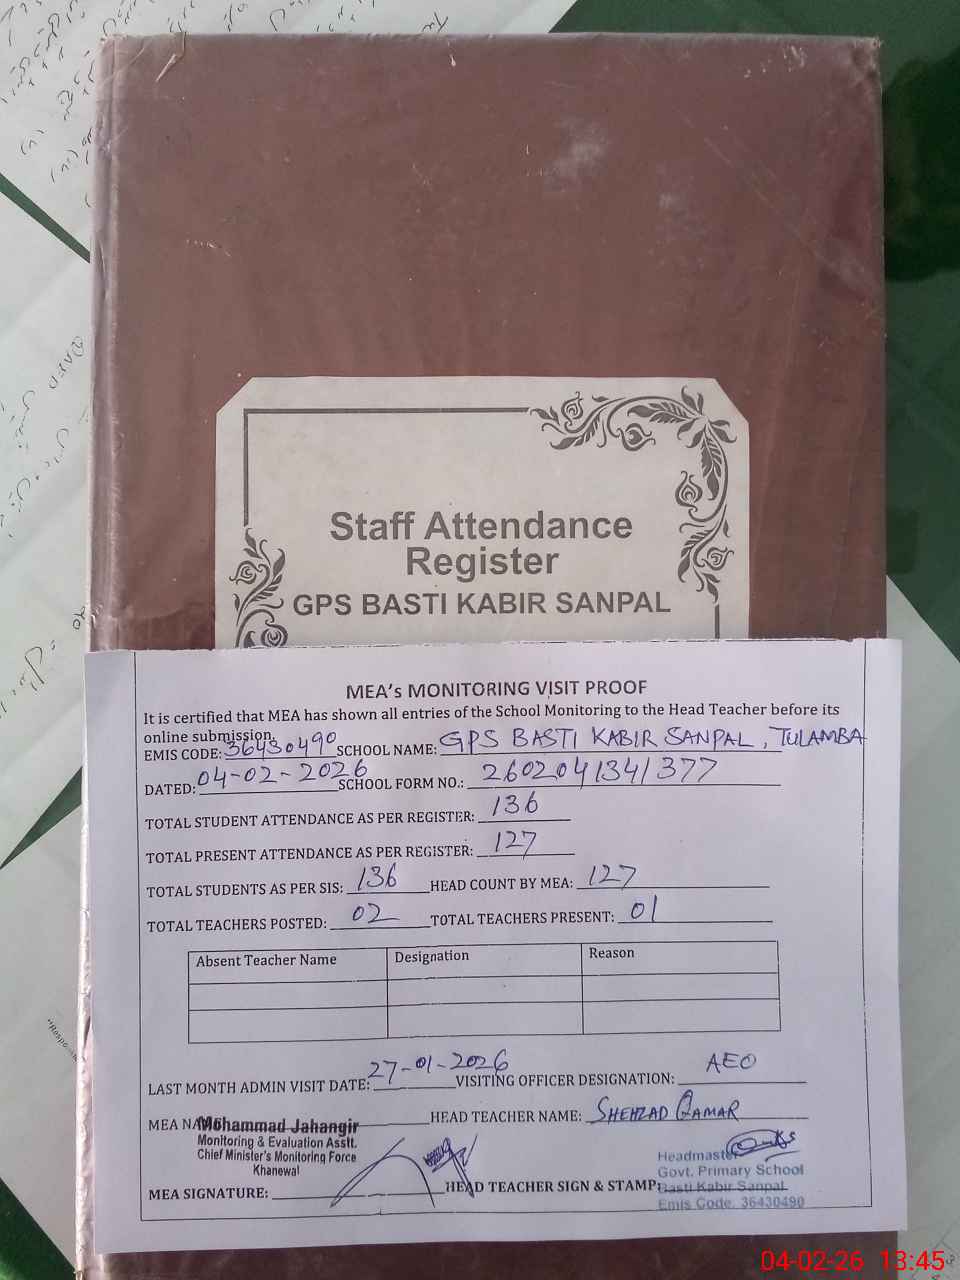 Staff Attendance
Register
GPS BASTI KABIR SANPAL
MEA's MONITORING VISIT PROOF
It is certified that MEA has shown all entries of the School Monitoring to the Head Teacher before its
online submission.
EMIS CODE: 36430490 SCHOOL NAME: GPS BASTI KABIR SANPAL, TULAMBA
DATED: 04-02-2026 SCHOOL FORM NO.: 2602041341377
TOTAL STUDENT ATTENDANCE AS PER REGISTER: 136
TOTAL PRESENT ATTENDANCE AS PER REGISTER: 127
TOTAL STUDENTS AS PER SIS: 136 HEAD COUNT BY MEA: 127
TOTAL TEACHERS POSTED: 02 TOTAL TEACHERS PRESENT: 01
Absent Teacher Name Designation Reason
LAST MONTH ADMIN VISIT DATE: 27-01-2026 VISITING OFFICER DESIGNATION: AEO
MEA NAME Mohammad Jahangir HEAD TEACHER NAME: SHEHZAD QAMAR
Monitoring & Evaluation Asstt.
Chief Minister's Monitoring Force
Khanewal
MEA SIGNATURE: HEAD TEACHER SIGN & STAMP:
Headmaster
Govt. Primary School
Basti Kabir Sanpal
Emis Code. 36430490
04-02-26 13:45